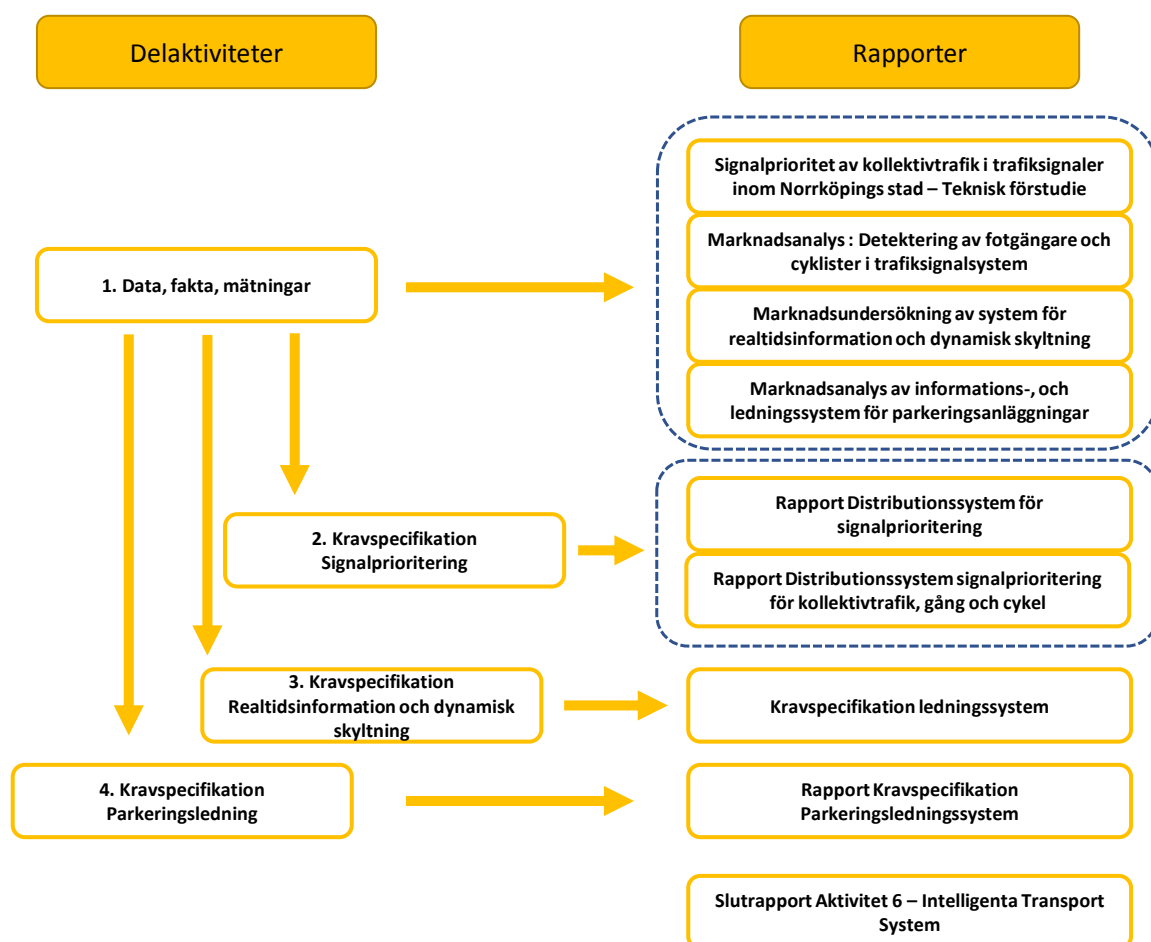 Delaktiviteter
Rapporter
Signalprioritet av kollektivtrafik i trafiksignaler
inom Norrköpings stad – Teknisk förstudie
Marknadsanalys : Detektering av fotgängare och
cyklister i trafiksignalsystem
1. Data, fakta, mätningar
Marknadsundersökning av system för
realtidsinformation och dynamisk skyltning
Marknadsanalys av informations-, och
ledningssystem för parkeringsanläggningar
2. Kravspecifikation
Signalprioritering
Rapport Distributionssystem för
signalprioritering
Rapport Distributionssystem signalprioritering
för kollektivtrafik, gång och cykel
3. Kravspecifikation
Realtidsinformation och dynamisk
skyltning
Kravspecifikation ledningssystem
4. Kravspecifikation
Parkeringsledning
Rapport Kravspecifikation
Parkeringsledningssystem
Slutrapport Aktivitet 6 – Intelligenta Transport
System